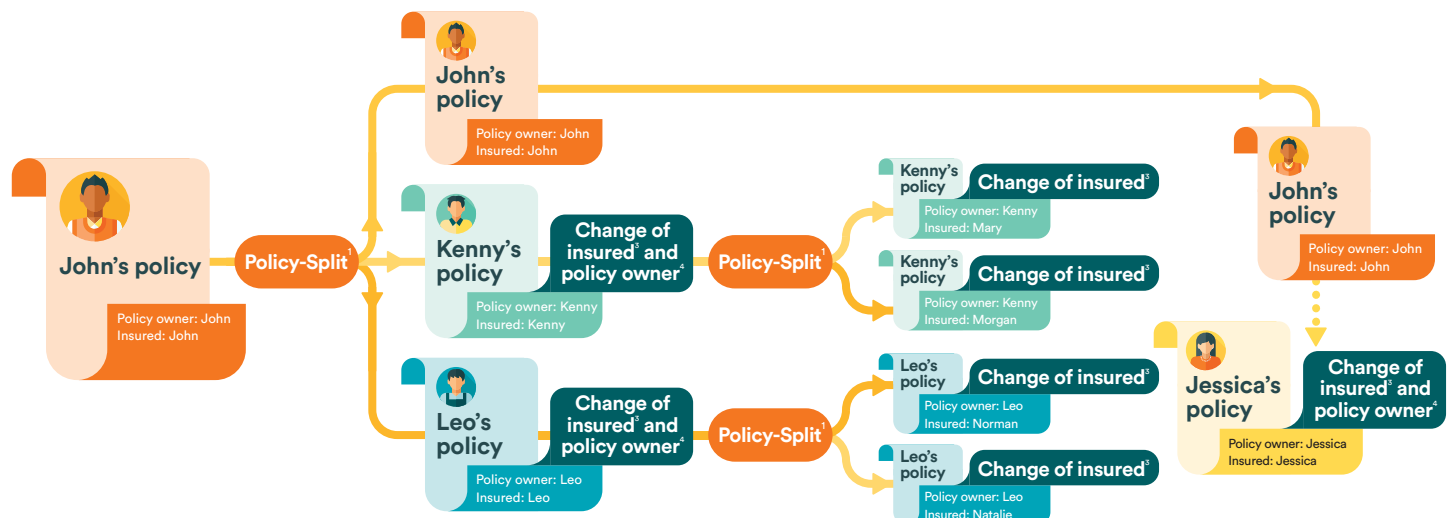 John's policy
Policy owner: John
Insured: John
Policy-Split¹
John's
policy
Policy owner: John
Insured: John
Kenny's
policy
Change of
insured³ and
policy owner⁴
Policy owner: Kenny
Insured: Kenny
Leo's
policy
Change of
insured³ and
policy owner⁴
Policy owner: Leo
Insured: Leo
Policy-Split¹
Policy-Split¹
Kenny's
policy
Change of insured³
Policy owner: Kenny
Insured: Mary
Kenny's
policy
Change of insured³
Policy owner: Kenny
Insured: Morgan
Leo's
policy
Change of insured³
Policy owner: Leo
Insured: Norman
Leo's
policy
Change of insured³
Policy owner: Leo
Insured: Natalie
John's
policy
Policy owner: John
Insured: John
Jessica's
policy
Change of
insured³ and
policy owner⁴
Policy owner: Jessica
Insured: Jessica